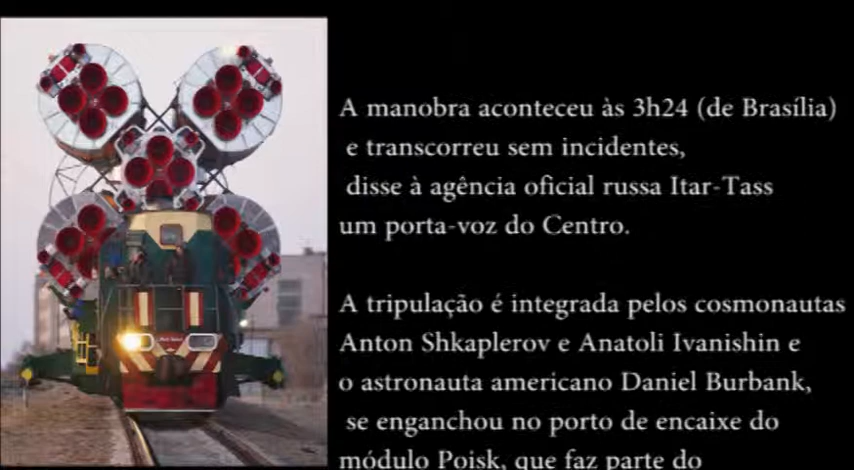 A manobra aconteceu às 3h24 (de Brasília)
e transcorreu sem incidentes,
disse à agência oficial russa Itar-Tass
um porta-voz do Centro.
A tripulação é integrada pelos cosmonautas
Anton Shkaplerov e Anatoli Ivanishin e
o astronauta americano Daniel Burbank,
se enganchou no porto de encaixe do
módulo Poisk, que faz parte do